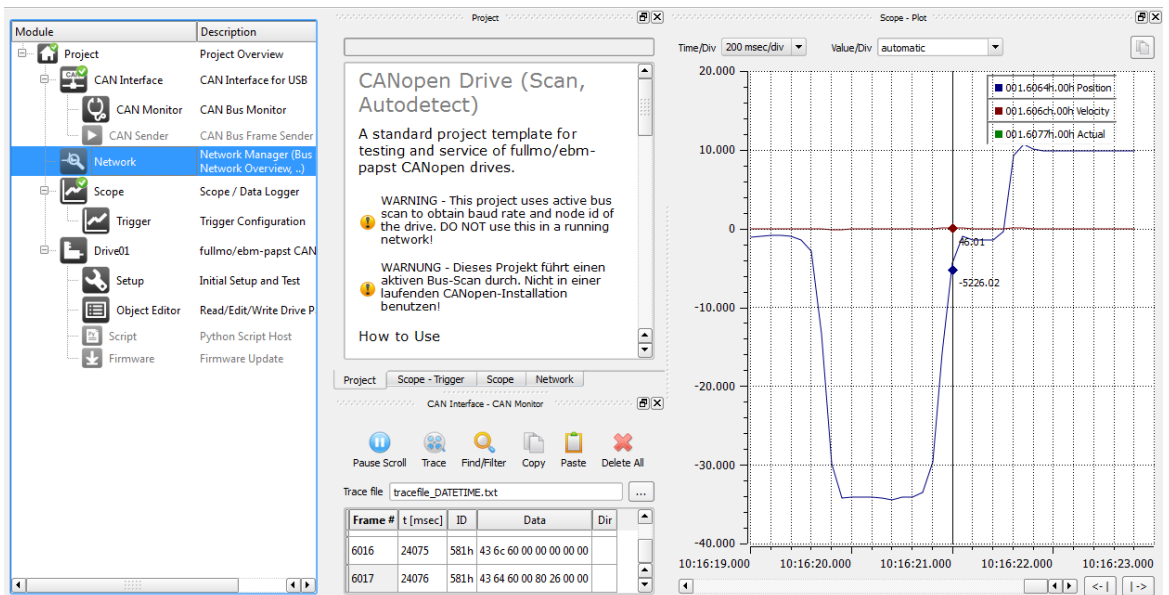 Module Description
Project Project Overview
CAN Interface CAN Interface for USB
CAN Monitor CAN Bus Monitor
CAN Sender CAN Bus Frame Sender
Network Network Manager (Bus
Network Overview, ..)
Scope Scope / Data Logger
Trigger Trigger Configuration
Drive01 fullmo/ebm-papst CAN
Setup Initial Setup and Test
Object Editor Read/Edit/Write Drive P
Script Python Script Host
Firmware Firmware Update
Project
CANopen Drive (Scan,
Autodetect)
A standard project template for
testing and service of fullmo/ebm-
papst CANopen drives.
WARNING - This project uses active bus
scan to obtain baud rate and node id of
the drive. DO NOT use this in a running
network!
WARNUNG - Dieses Projekt führt einen
aktiven Bus-Scan durch. Nicht in einer
laufenden CANopen-Installation
benutzen!
How to Use
Project Scope - Trigger Scope Network
CAN Interface - CAN Monitor
Pause Scroll Trace Find/Filter Copy Paste Delete All
Trace file tracefile_DATETIME.txt ...
Frame # t [msec] ID Data Dir
6016 24075 581h 43 6c 60 00 00 00 00 00
6017 24076 581h 43 64 60 00 80 26 00 00
Scope - Plot
Time/Div 200 msec/div Value/Div automatic
20.000
10.000
0
-10.000
-20.000
-30.000
-40.000
001.6064h.00h Position
001.606ch.00h Velocity
001.6077h.00h Actual
46.01
-5226.02
10:16:19.000 10:16:20.000 10:16:21.000 10:16:22.000 10:16:23.000
<-| |->